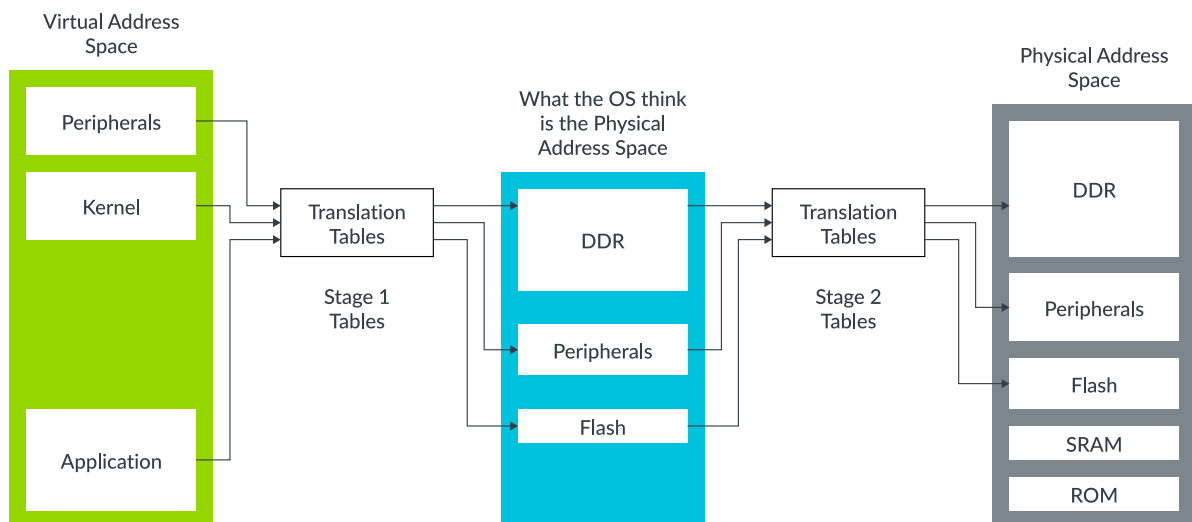 Virtual Address
Space
Peripherals
Kernel
Application
Translation
Tables
Stage 1
Tables
What the OS think
is the Physical
Address Space
DDR
Peripherals
Flash
Translation
Tables
Stage 2
Tables
Physical Address
Space
DDR
Peripherals
Flash
SRAM
ROM